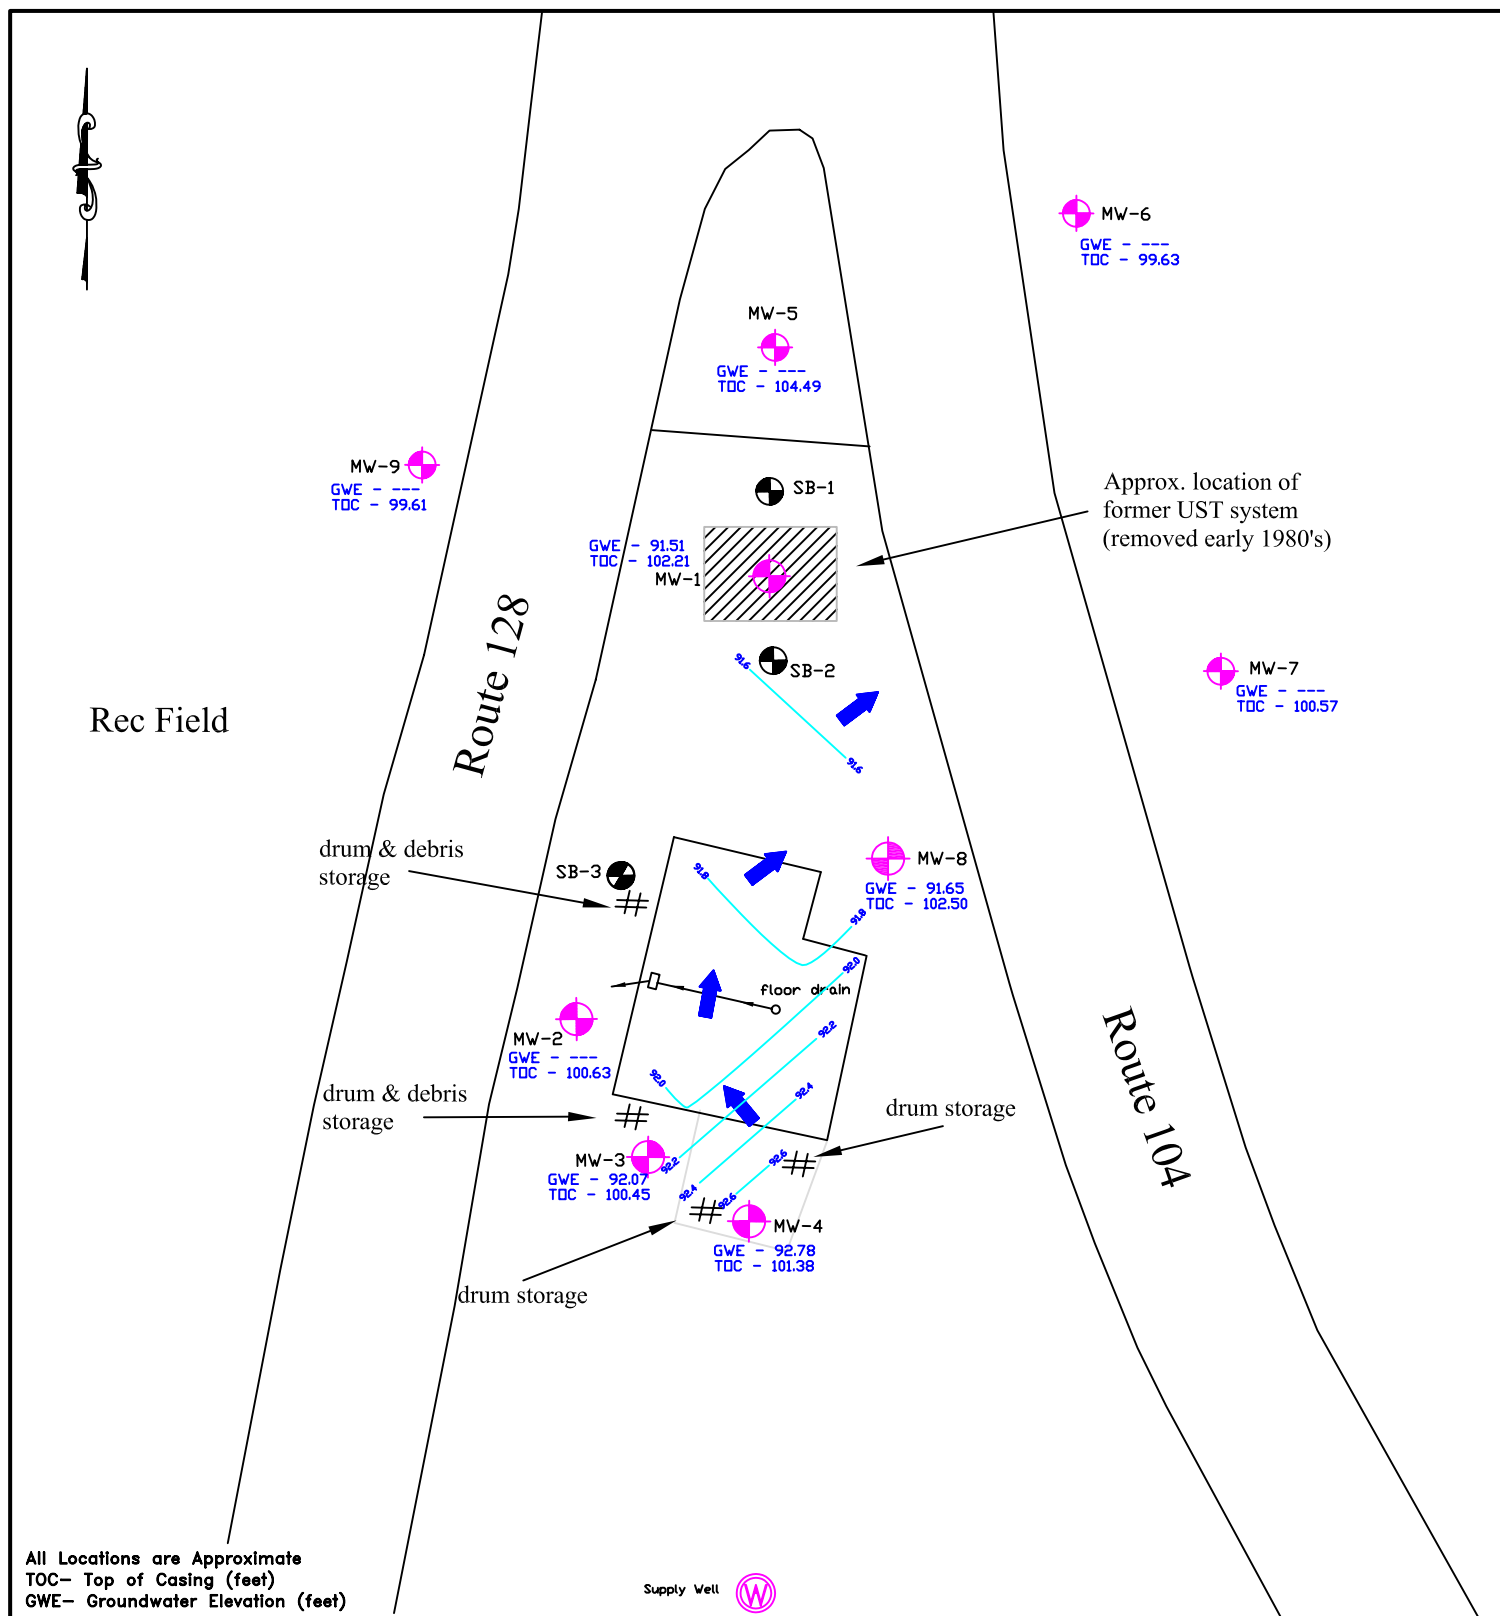 MW-6
GWE - ---
TOC - 99.63
MW-5
GWE - ---
TOC - 104.49
MW-9
GWE - ---
TOC - 99.61
SB-1
Approx. location of
former UST system
(removed early 1980's)
GWE - 91.51
TOC - 102.21
MW-1
Route 128
SB-2
91.6
91.6
MW-7
GWE - ---
TOC - 100.57
Rec Field
drum & debris
storage
SB-3
91.8
MW-8
GWE - 91.65
TOC - 102.50
91.8
92.0
floor drain
MW-2
GWE - ---
TOC - 100.63
92.2
92.0
92.4
drum & debris
storage
drum storage
Route 104
MW-3
GWE - 92.07
TOC - 100.45
92.2
92.6
92.4
92.6
MW-4
GWE - 92.78
TOC - 101.38
drum storage
All Locations are Approximate
TOC- Top of Casing (feet)
GWE- Groundwater Elevation (feet)
Supply Well
W